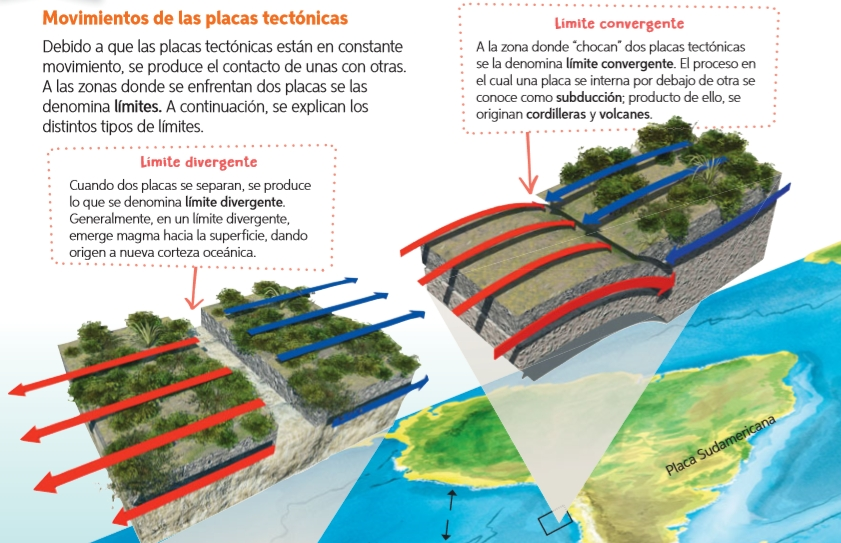 Movimientos de las placas tectónicas
Debido a que las placas tectónicas están en constante
movimiento, se produce el contacto de unas con otras.
A las zonas donde se enfrentan dos placas se las
denomina límites. A continuación, se explican los
distintos tipos de límites.
Límite convergente
A la zona donde “chocan” dos placas tectónicas
se la denomina límite convergente. El proceso en
el cual una placa se interna por debajo de otra se
conoce como subducción; producto de ello, se
originan cordilleras y volcanes.
Límite divergente
Cuando dos placas se separan, se produce
lo que se denomina límite divergente.
Generalmente, en un límite divergente,
emerge magma hacia la superficie, dando
origen a nueva corteza oceánica.
Placa Sudamericana